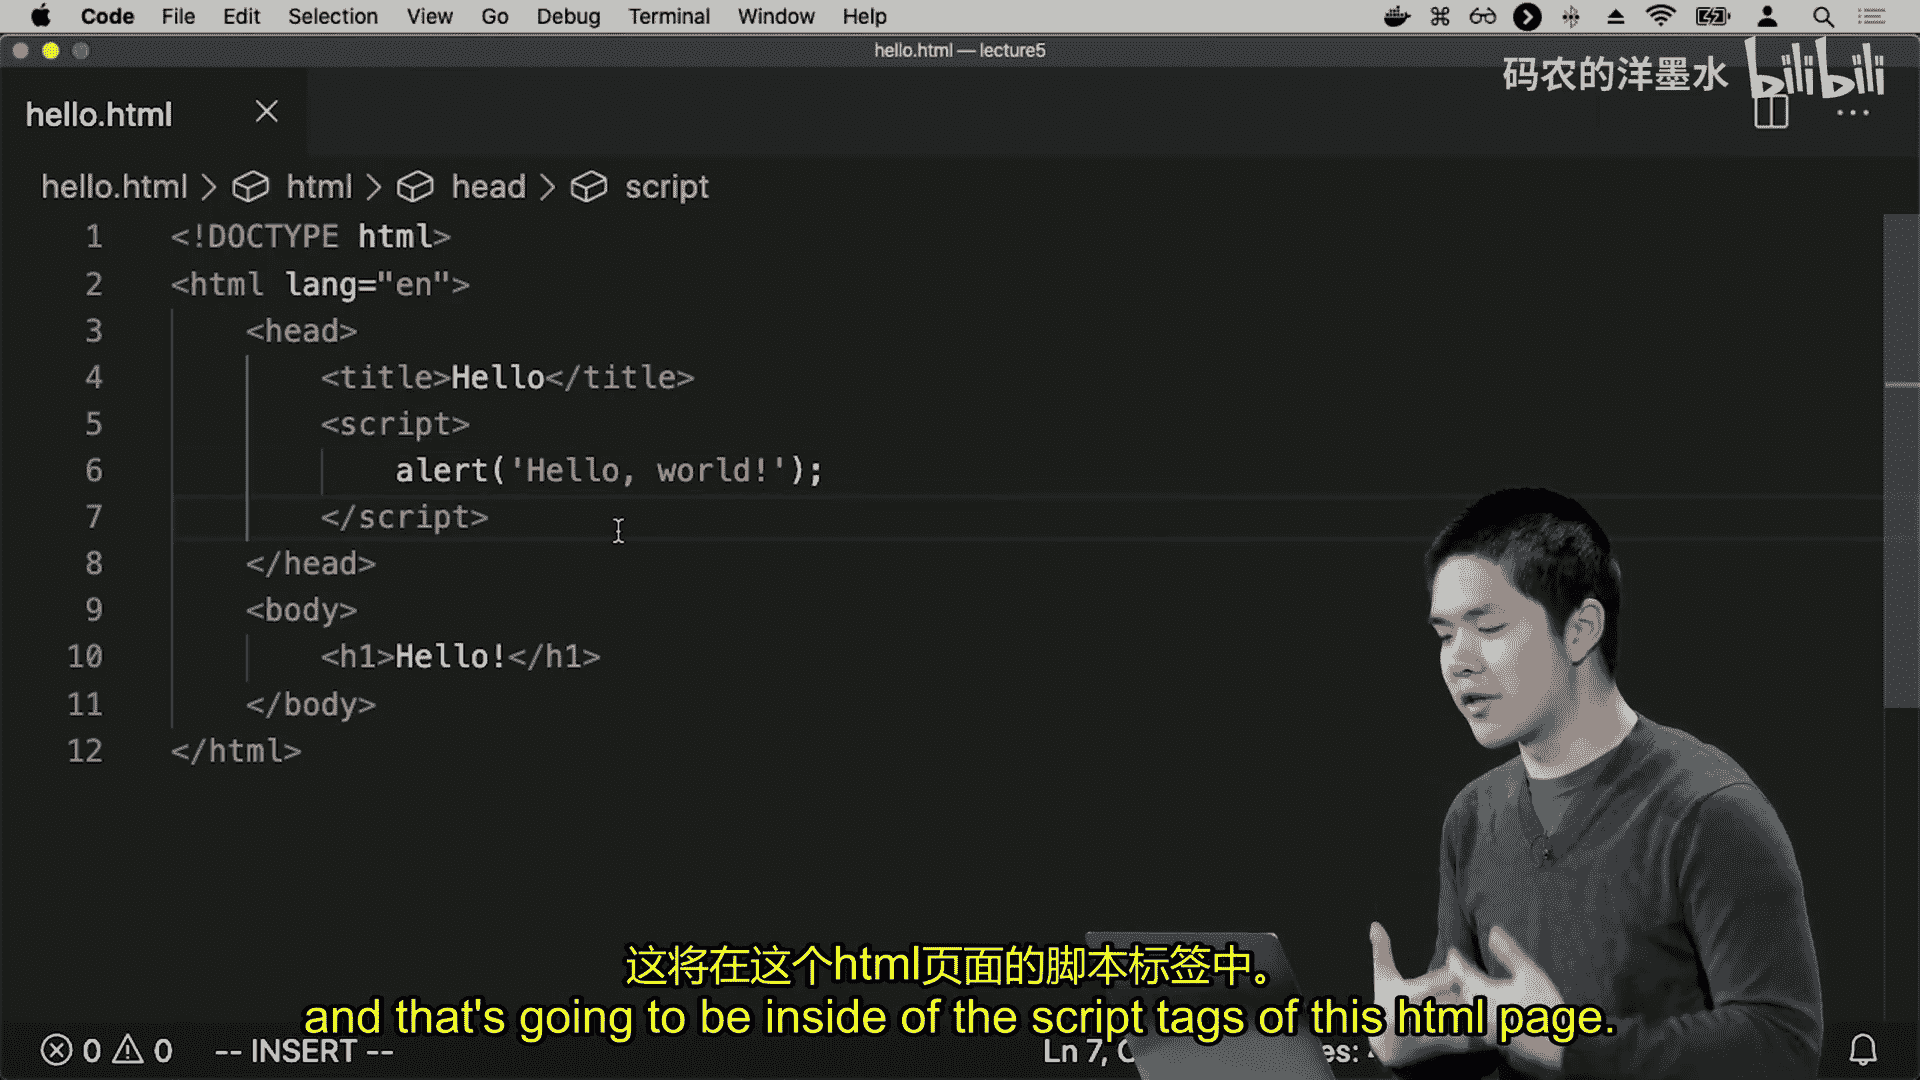 Code File Edit Selection View Go Debug Terminal Window Help
hello.html — lecture5
码农的洋墨水 bilibili
hello.html
hello.html > html > head > script
1 <!DOCTYPE html>
2 <html lang="en">
3 <head>
4 <title>Hello</title>
5 <script>
6 alert('Hello, world!');
7 </script>
8 </head>
9 <body>
10 <h1>Hello!</h1>
11 </body>
12 </html>
这将在这个html页面的脚本标签中。
and that's going to be inside of the script tags of this html page.
0 0 -- INSERT -- Ln 7,